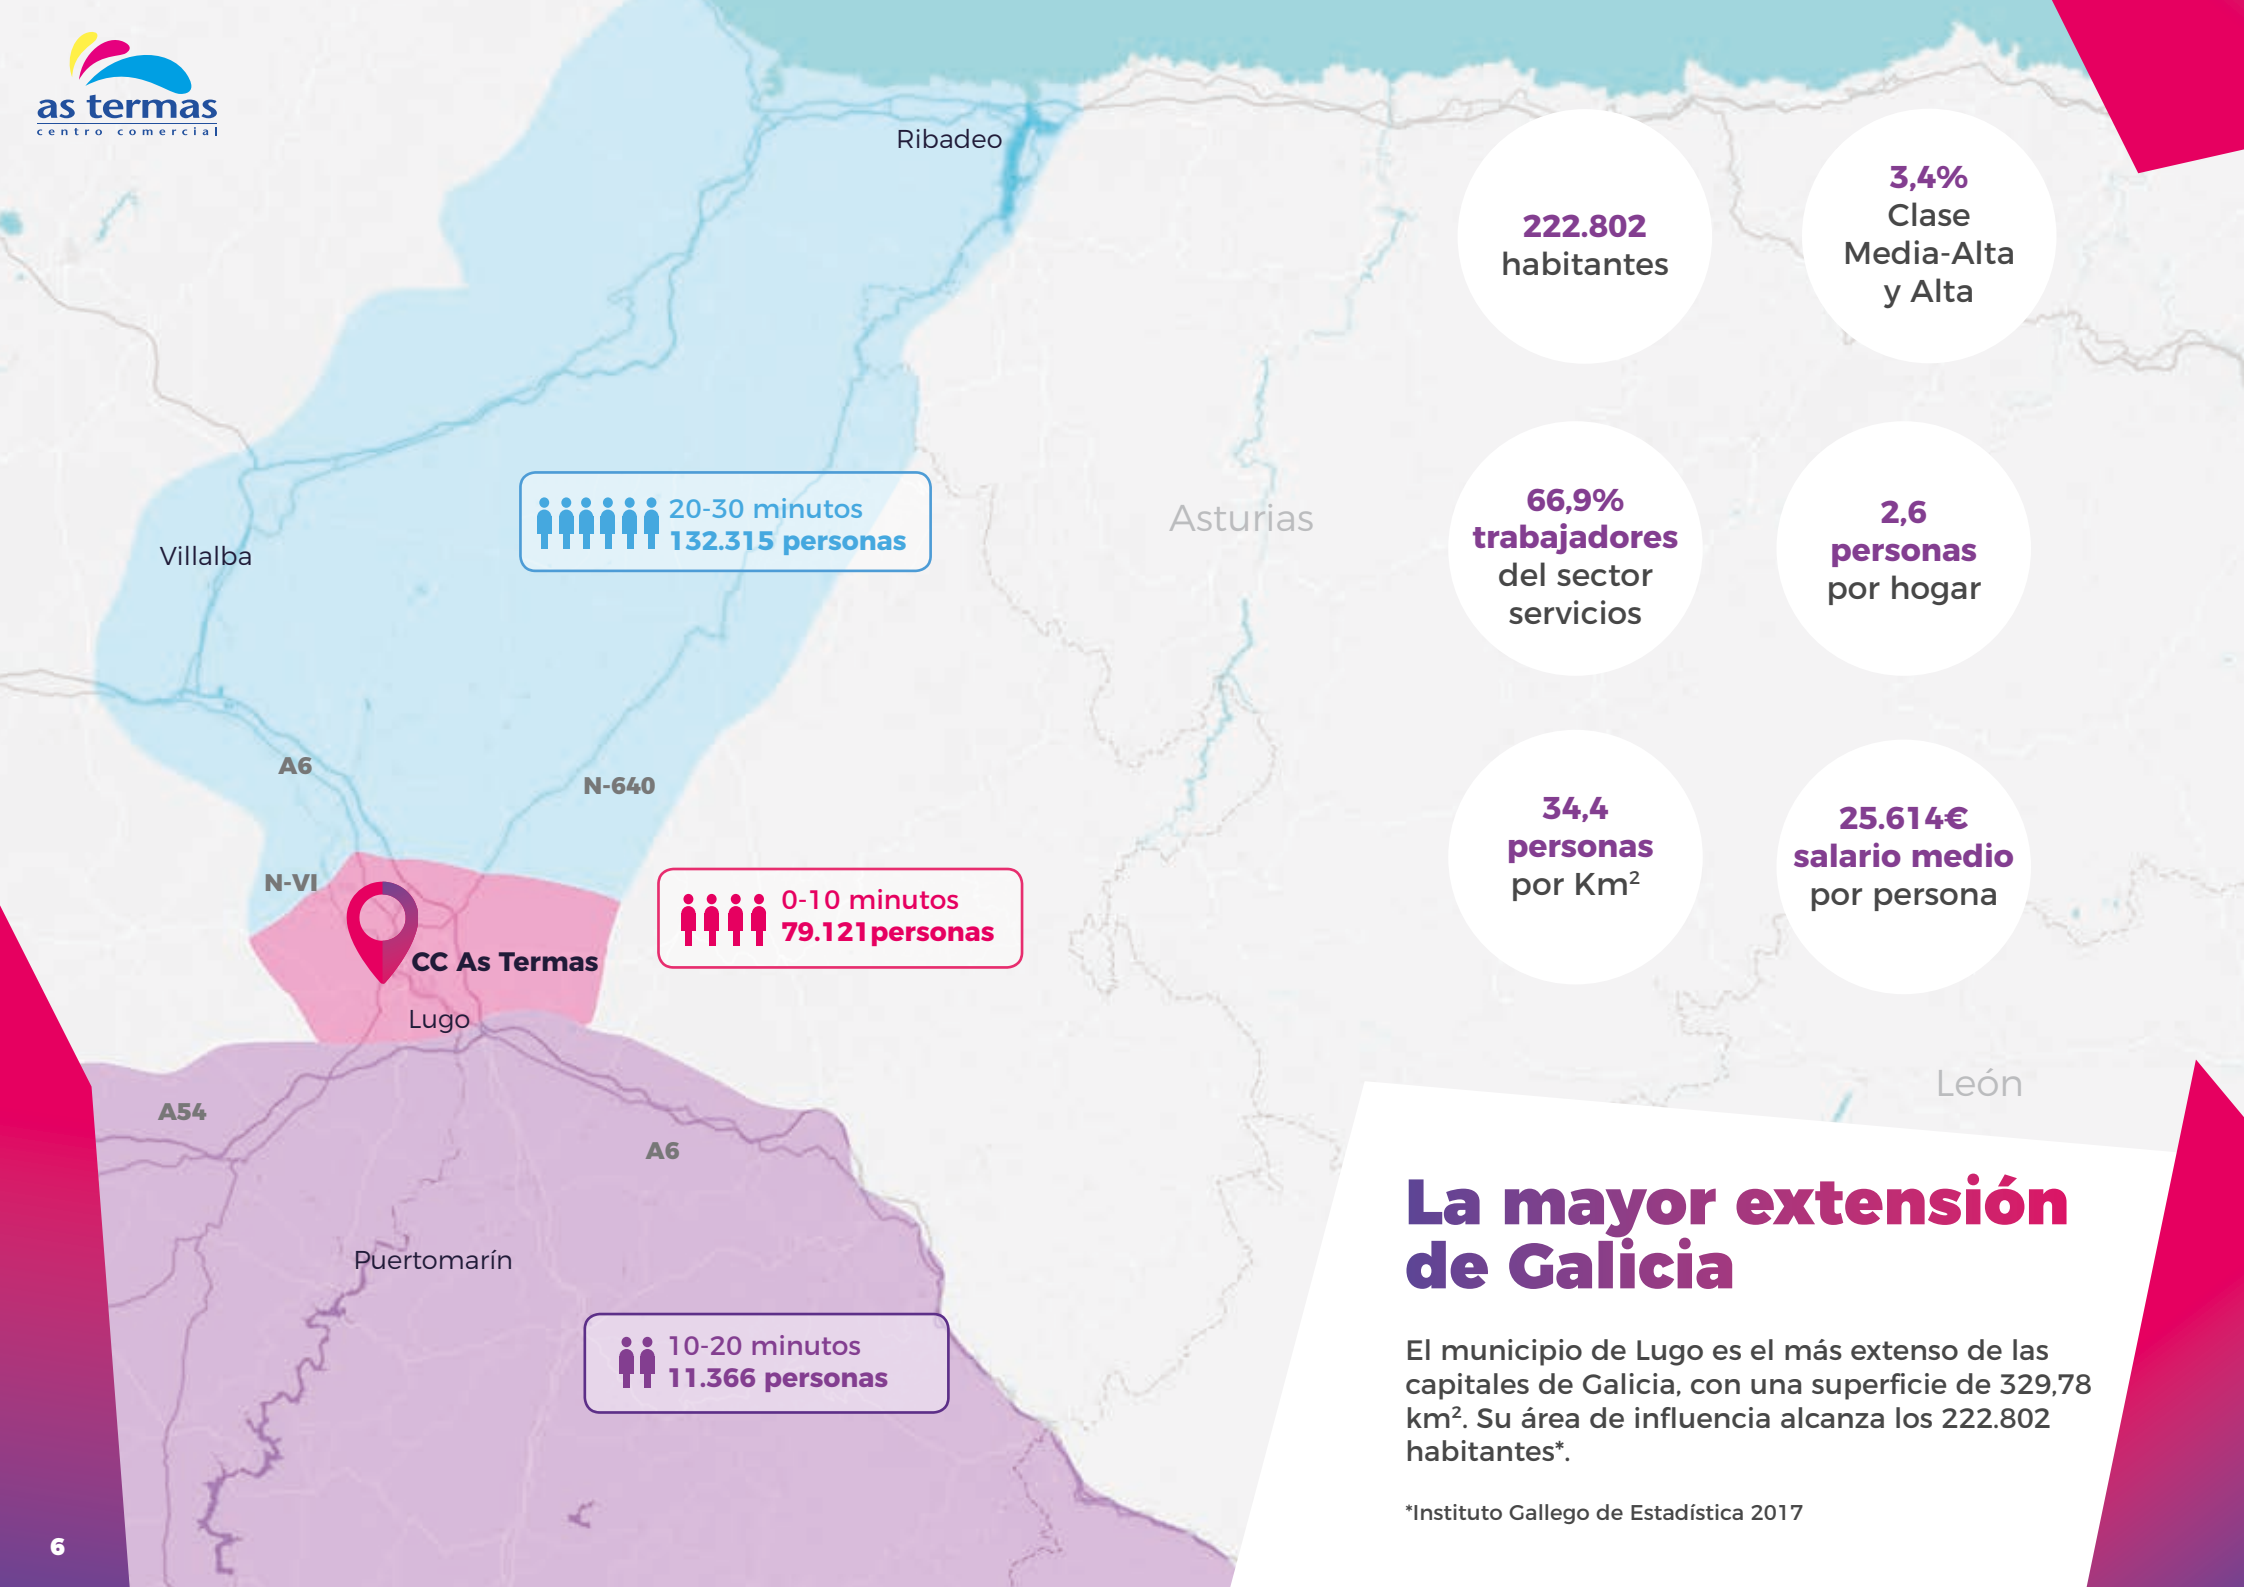 as termas
centro comercial
Ribadeo
222.802
habitantes
3,4%
Clase
Media-Alta
y Alta
20-30 minutos
132.315 personas
Villalba
Asturias
66,9%
trabajadores
del sector
servicios
2,6
personas
por hogar
A6
N-640
34,4
personas
por Km²
25.614€
salario medio
por persona
N-VI
0-10 minutos
79.121personas
CC As Termas
Lugo
León
A54
A6
Puertomarín
10-20 minutos
11.366 personas
La mayor extensión
de Galicia
El municipio de Lugo es el más extenso de las
capitales de Galicia, con una superficie de 329,78
km². Su área de influencia alcanza los 222.802
habitantes*.
*Instituto Gallego de Estadística 2017
6